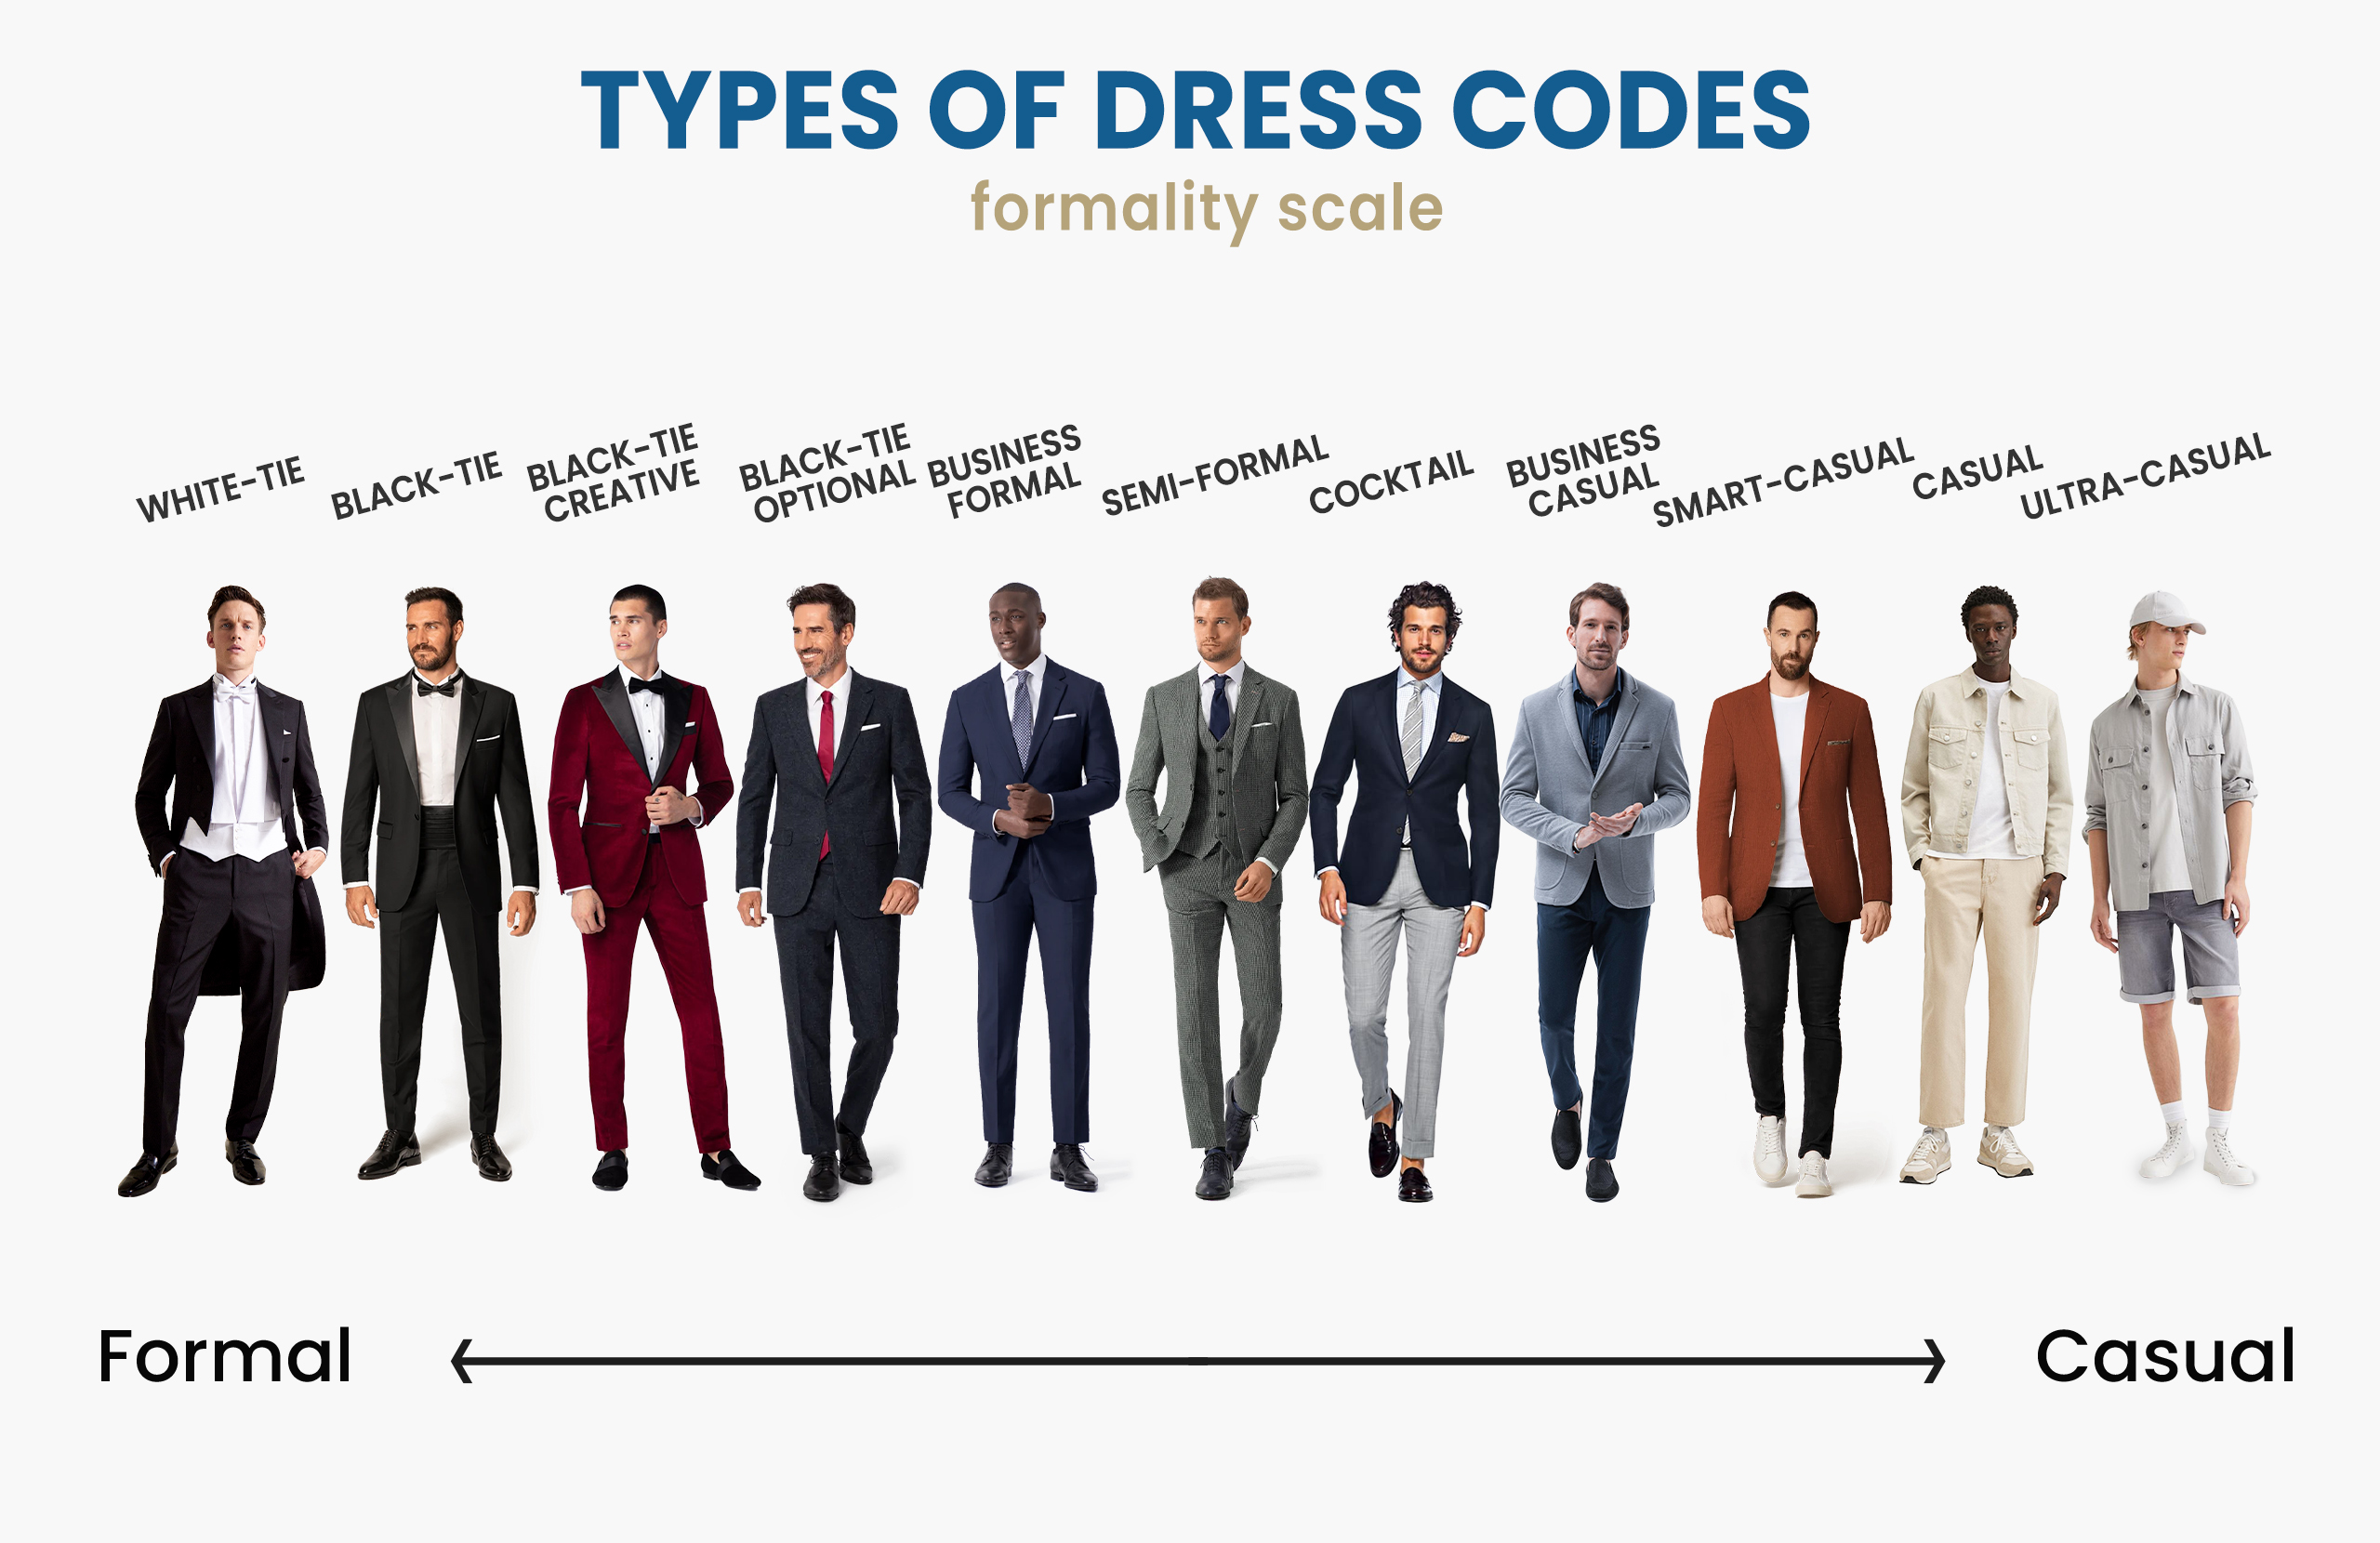 TYPES OF DRESS CODES
formality scale
WHITE-TIE
BLACK-TIE
BLACK-TIE
CREATIVE
BLACK-TIE
OPTIONAL
BUSINESS
FORMAL
SEMI-FORMAL
COCKTAIL
BUSINESS
CASUAL
SMART-CASUAL
CASUAL
ULTRA-CASUAL
Formal
Casual